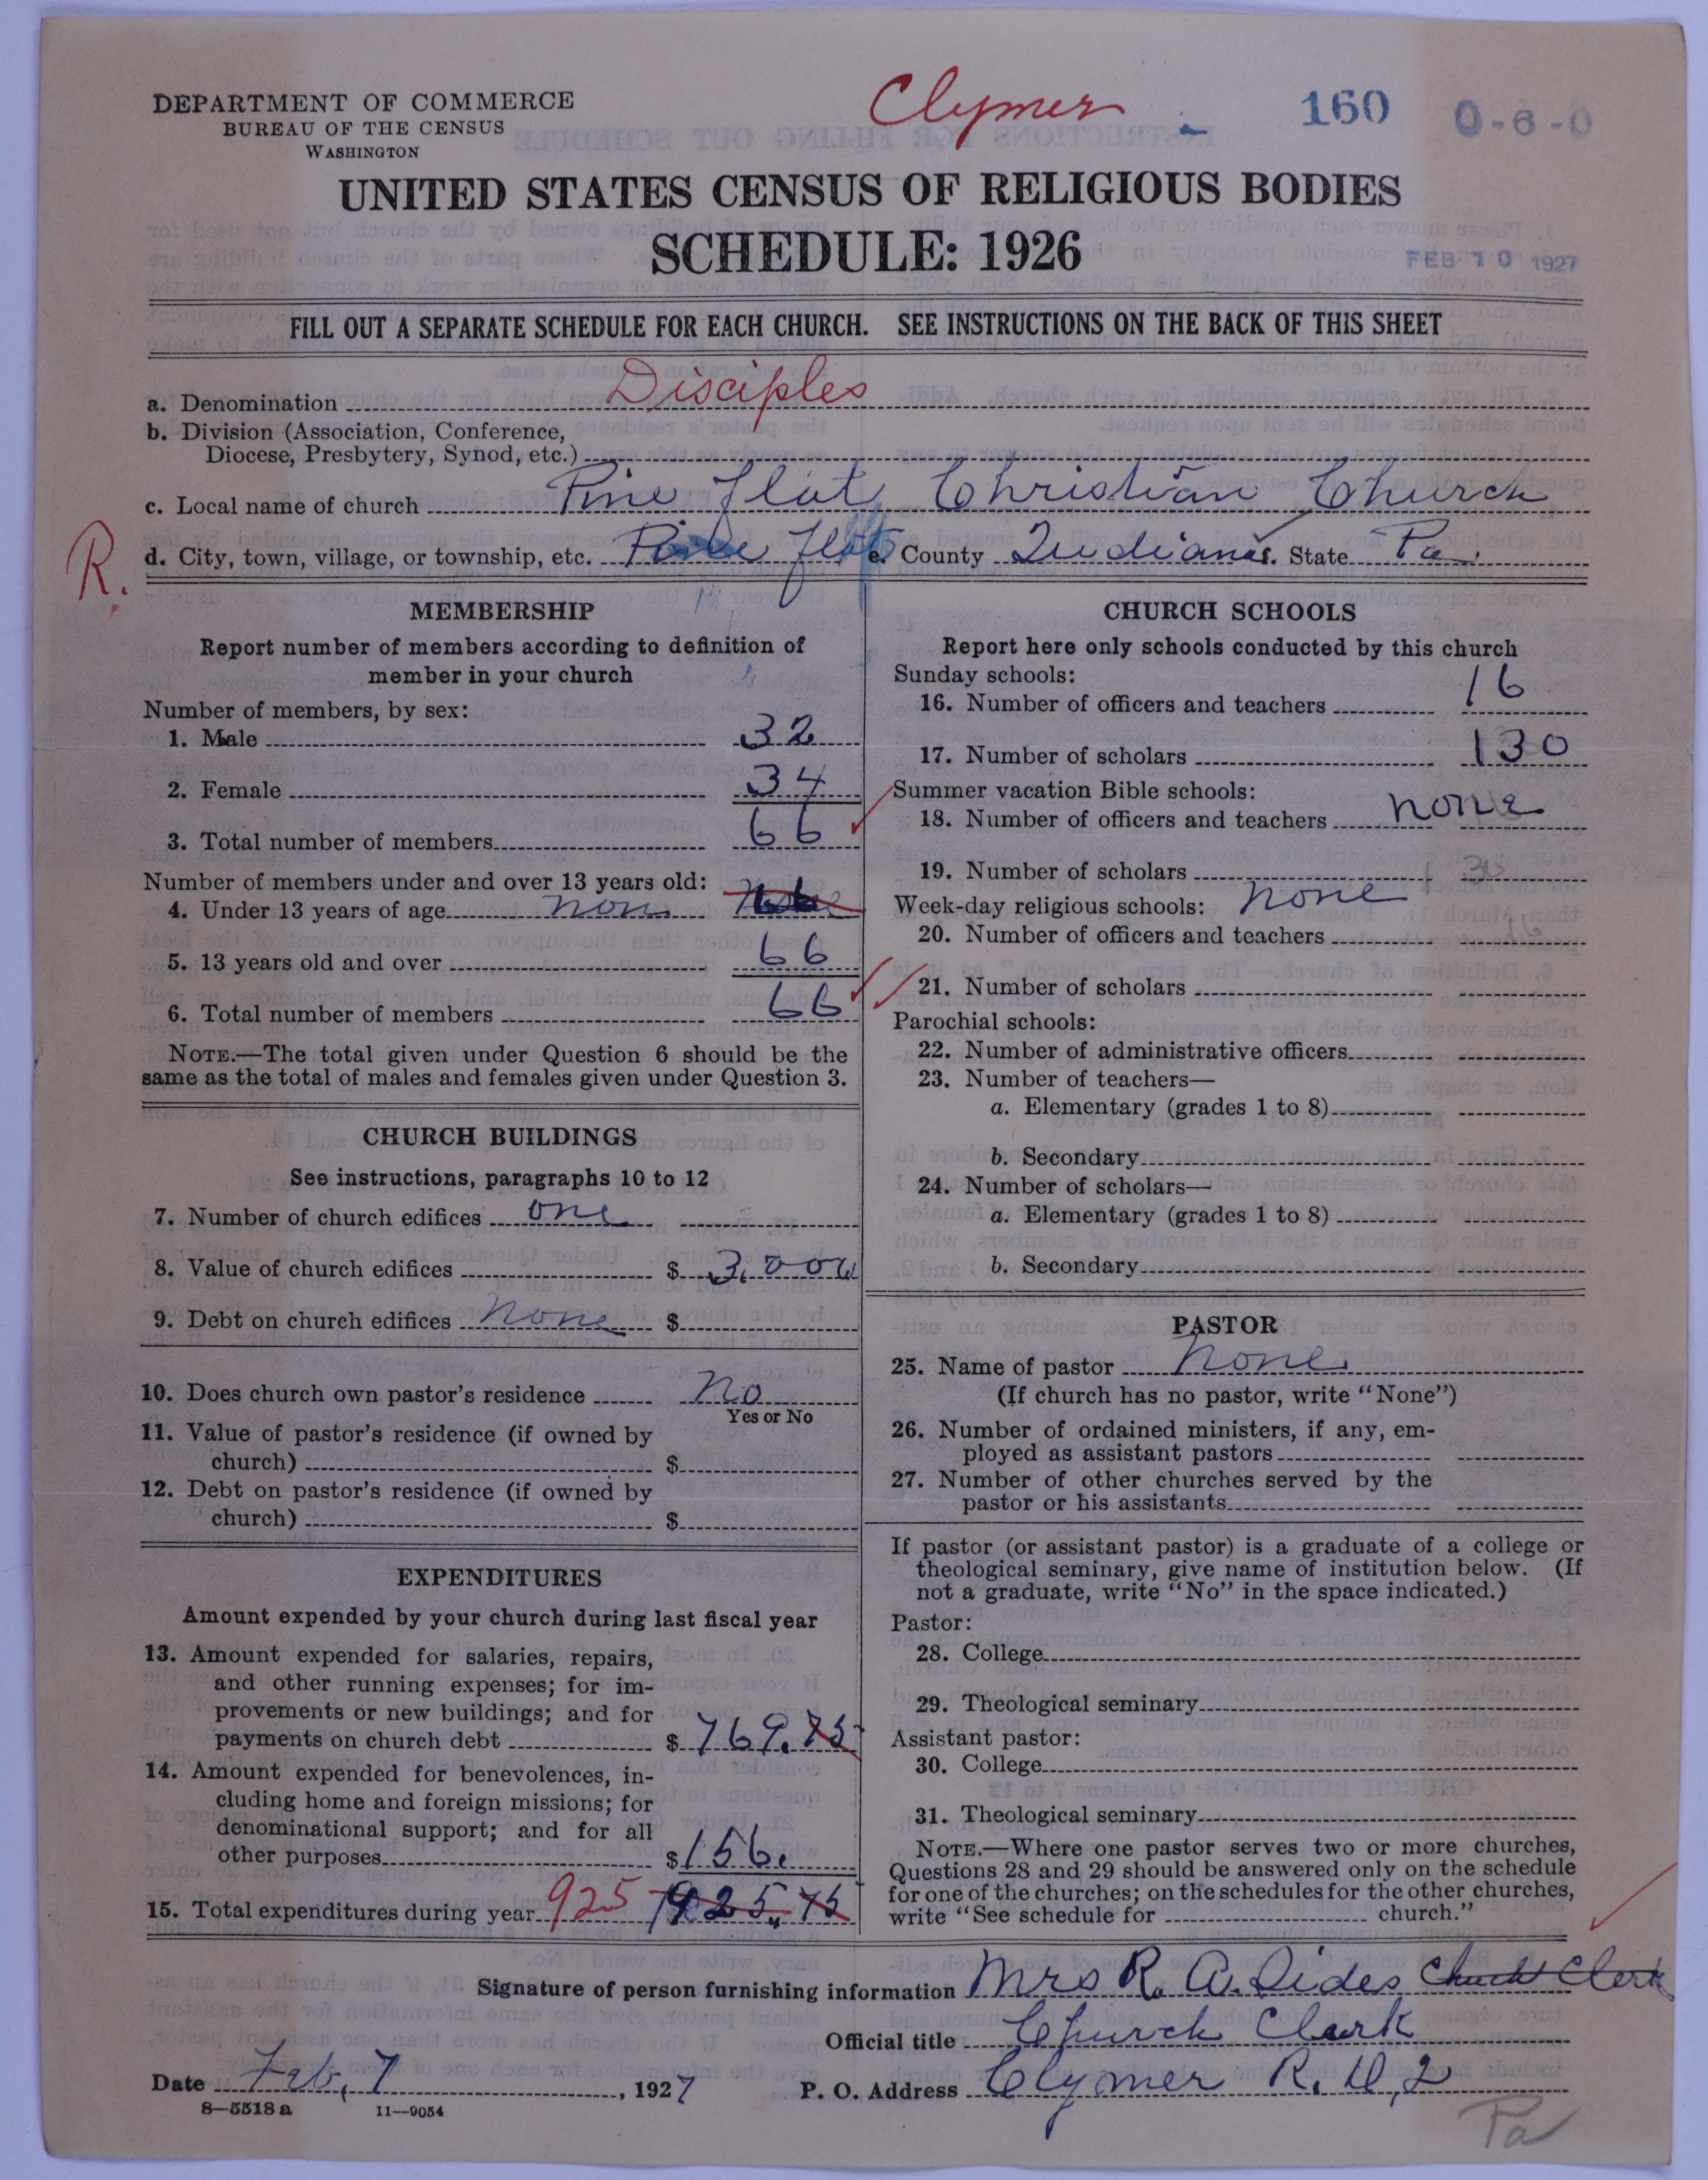 DEPARTMENT OF COMMERCE
BUREAU OF THE CENSUS
WASHINGTON
Clymer
160
0-6-0
UNITED STATES CENSUS OF RELIGIOUS BODIES
SCHEDULE: 1926
FEB 10 1927
FILL OUT A SEPARATE SCHEDULE FOR EACH CHURCH. SEE INSTRUCTIONS ON THE BACK OF THIS SHEET
a. Denomination Disciples
b. Division (Association, Conference,
Diocese, Presbytery, Synod, etc.)
c. Local name of church Pine Flat Christian Church
R.
d. City, town, village, or township, etc. Pine Flats e. County Indiana f. State Pa.
MEMBERSHIP
Report number of members according to definition of
member in your church
Number of members, by sex:
1. Male 32
2. Female 34
3. Total number of members 66
Number of members under and over 13 years old:
4. Under 13 years of age non
5. 13 years old and over 66
6. Total number of members 66
NOTE.—The total given under Question 6 should be the
same as the total of males and females given under Question 3.
CHURCH BUILDINGS
See instructions, paragraphs 10 to 12
7. Number of church edifices one
8. Value of church edifices $ 3,000
9. Debt on church edifices none $
10. Does church own pastor's residence No
Yes or No
11. Value of pastor's residence (if owned by
church) $
12. Debt on pastor's residence (if owned by
church) $
EXPENDITURES
Amount expended by your church during last fiscal year
13. Amount expended for salaries, repairs,
and other running expenses; for im-
provements or new buildings; and for
payments on church debt $ 769.75
14. Amount expended for benevolences, in-
cluding home and foreign missions; for
denominational support; and for all
other purposes $ 156.
15. Total expenditures during year 925 925.75
CHURCH SCHOOLS
Report here only schools conducted by this church
Sunday schools:
16. Number of officers and teachers 16
17. Number of scholars 130
Summer vacation Bible schools:
18. Number of officers and teachers none
19. Number of scholars
Week-day religious schools: none
20. Number of officers and teachers
21. Number of scholars
Parochial schools:
22. Number of administrative officers
23. Number of teachers—
a. Elementary (grades 1 to 8)
b. Secondary
24. Number of scholars—
a. Elementary (grades 1 to 8)
b. Secondary
PASTOR
25. Name of pastor None
(If church has no pastor, write "None")
26. Number of ordained ministers, if any, em-
ployed as assistant pastors
27. Number of other churches served by the
pastor or his assistants
If pastor (or assistant pastor) is a graduate of a college or
theological seminary, give name of institution below. (If
not a graduate, write "No" in the space indicated.)
Pastor:
28. College
29. Theological seminary
Assistant pastor:
30. College
31. Theological seminary
NOTE.—Where one pastor serves two or more churches,
Questions 28 and 29 should be answered only on the schedule
for one of the churches; on the schedules for the other churches,
write "See schedule for church."
Signature of person furnishing information Mrs R. A. Sides Church Clerk
Official title Church Clerk
Date Feb, 7, 1927 P. O. Address Clymer R. D, 2
8—5518 a 11—9054
Pa